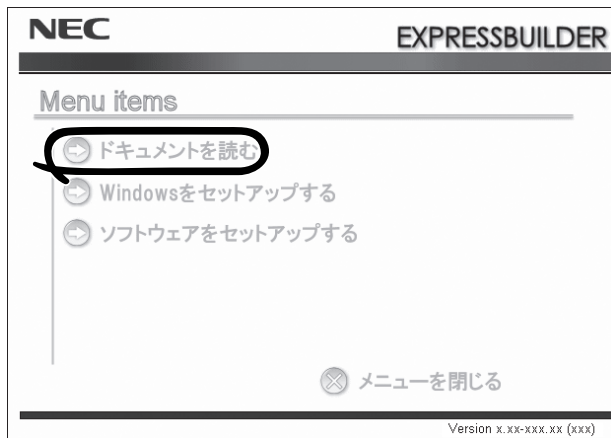 NEC
EXPRESSBUILDER
Menu items
ドキュメントを読む
Windowsをセットアップする
ソフトウェアをセットアップする
メニューを閉じる
Version x.xx-xxx.xx (xxx)